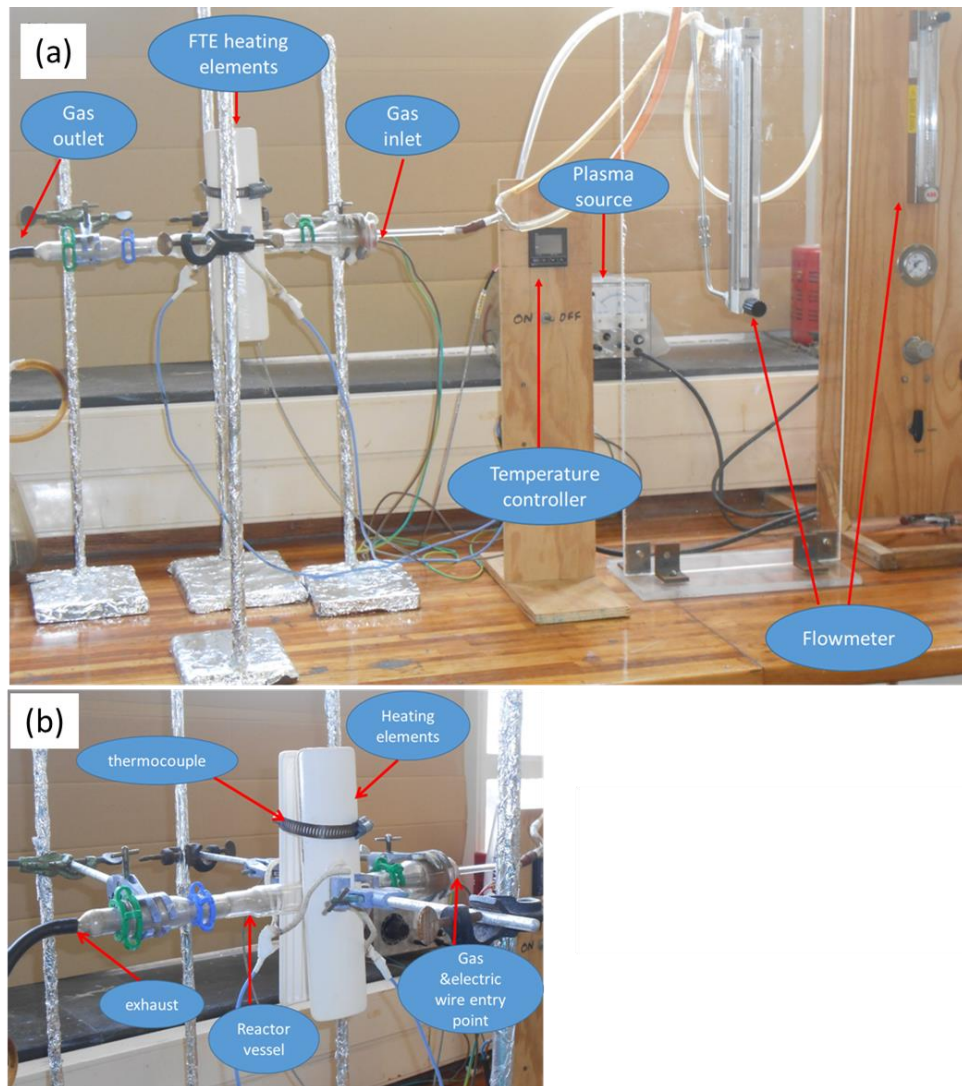 (a)
FTE heating
elements
Gas
outlet
Gas
inlet
Plasma
source
ON OFF
Temperature
controller
Flowmeter
(b)
Heating
elements
thermocouple
exhaust
Reactor
vessel
Gas
&electric
wire entry
point
ON